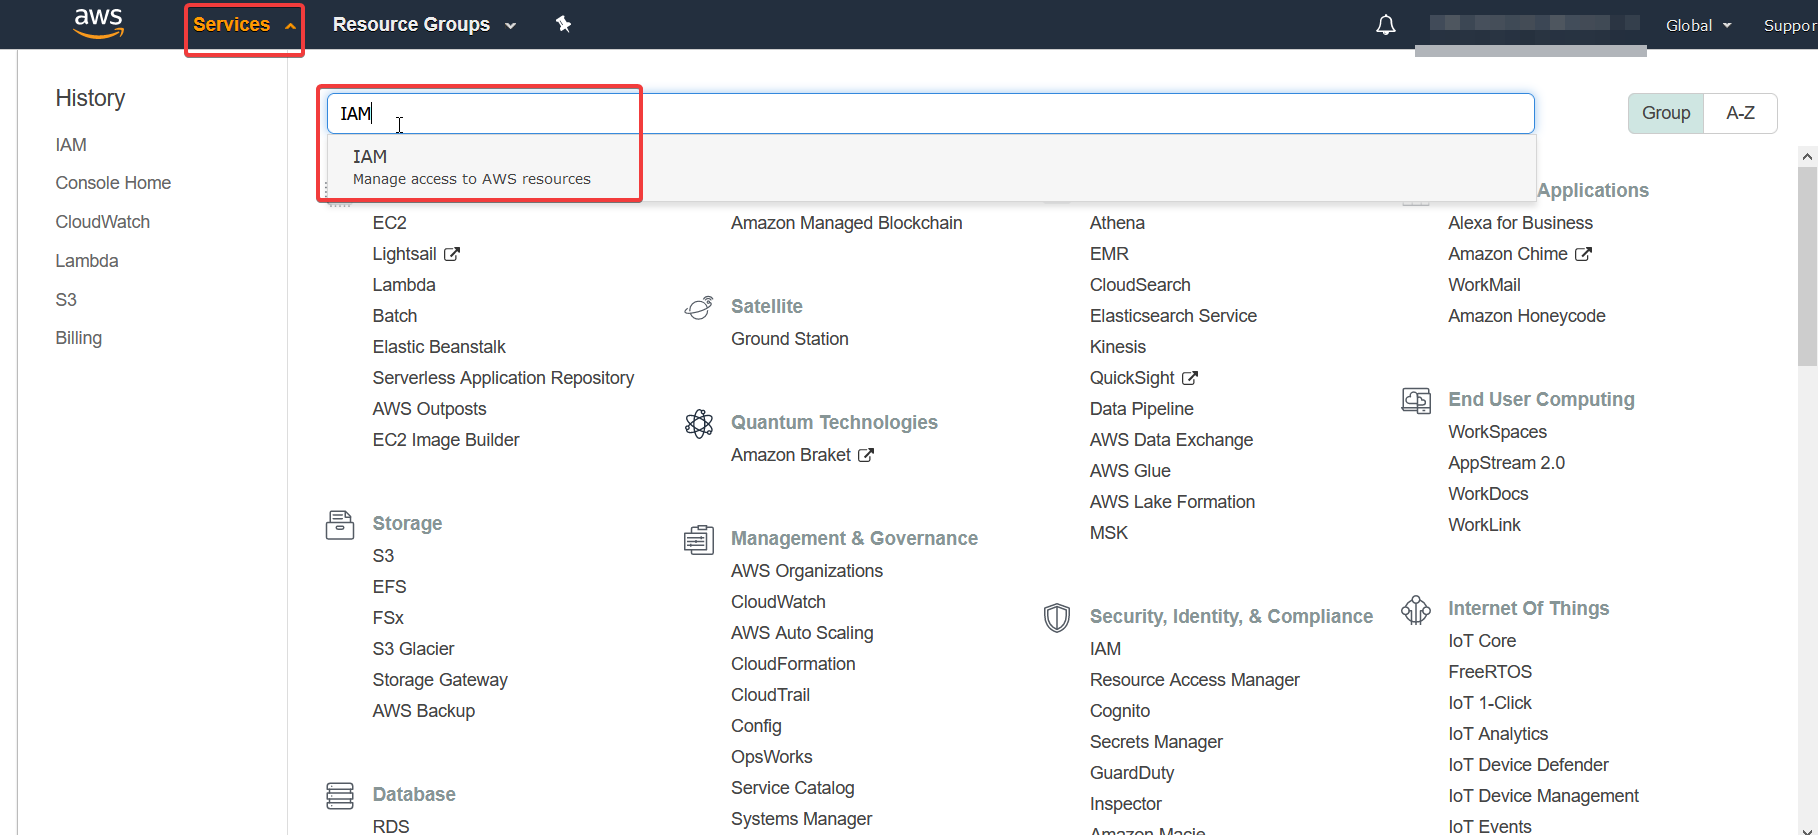 aws
Services
Resource Groups
Global
Suppor
History
IAM
Console Home
CloudWatch
Lambda
S3
Billing
IAM
Group
A-Z
IAM
Manage access to AWS resources
EC2
Lightsail
Lambda
Batch
Elastic Beanstalk
Serverless Application Repository
AWS Outposts
EC2 Image Builder
Storage
S3
EFS
FSx
S3 Glacier
Storage Gateway
AWS Backup
Database
RDS
Amazon Managed Blockchain
Satellite
Ground Station
Quantum Technologies
Amazon Braket
Management & Governance
AWS Organizations
CloudWatch
AWS Auto Scaling
CloudFormation
CloudTrail
Config
OpsWorks
Service Catalog
Systems Manager
Athena
EMR
CloudSearch
Elasticsearch Service
Kinesis
QuickSight
Data Pipeline
AWS Data Exchange
AWS Glue
AWS Lake Formation
MSK
Security, Identity, & Compliance
IAM
Resource Access Manager
Cognito
Secrets Manager
GuardDuty
Inspector
Amazon Macie
Applications
Alexa for Business
Amazon Chime
WorkMail
Amazon Honeycode
End User Computing
WorkSpaces
AppStream 2.0
WorkDocs
WorkLink
Internet Of Things
IoT Core
FreeRTOS
IoT 1-Click
IoT Analytics
IoT Device Defender
IoT Device Management
IoT Events